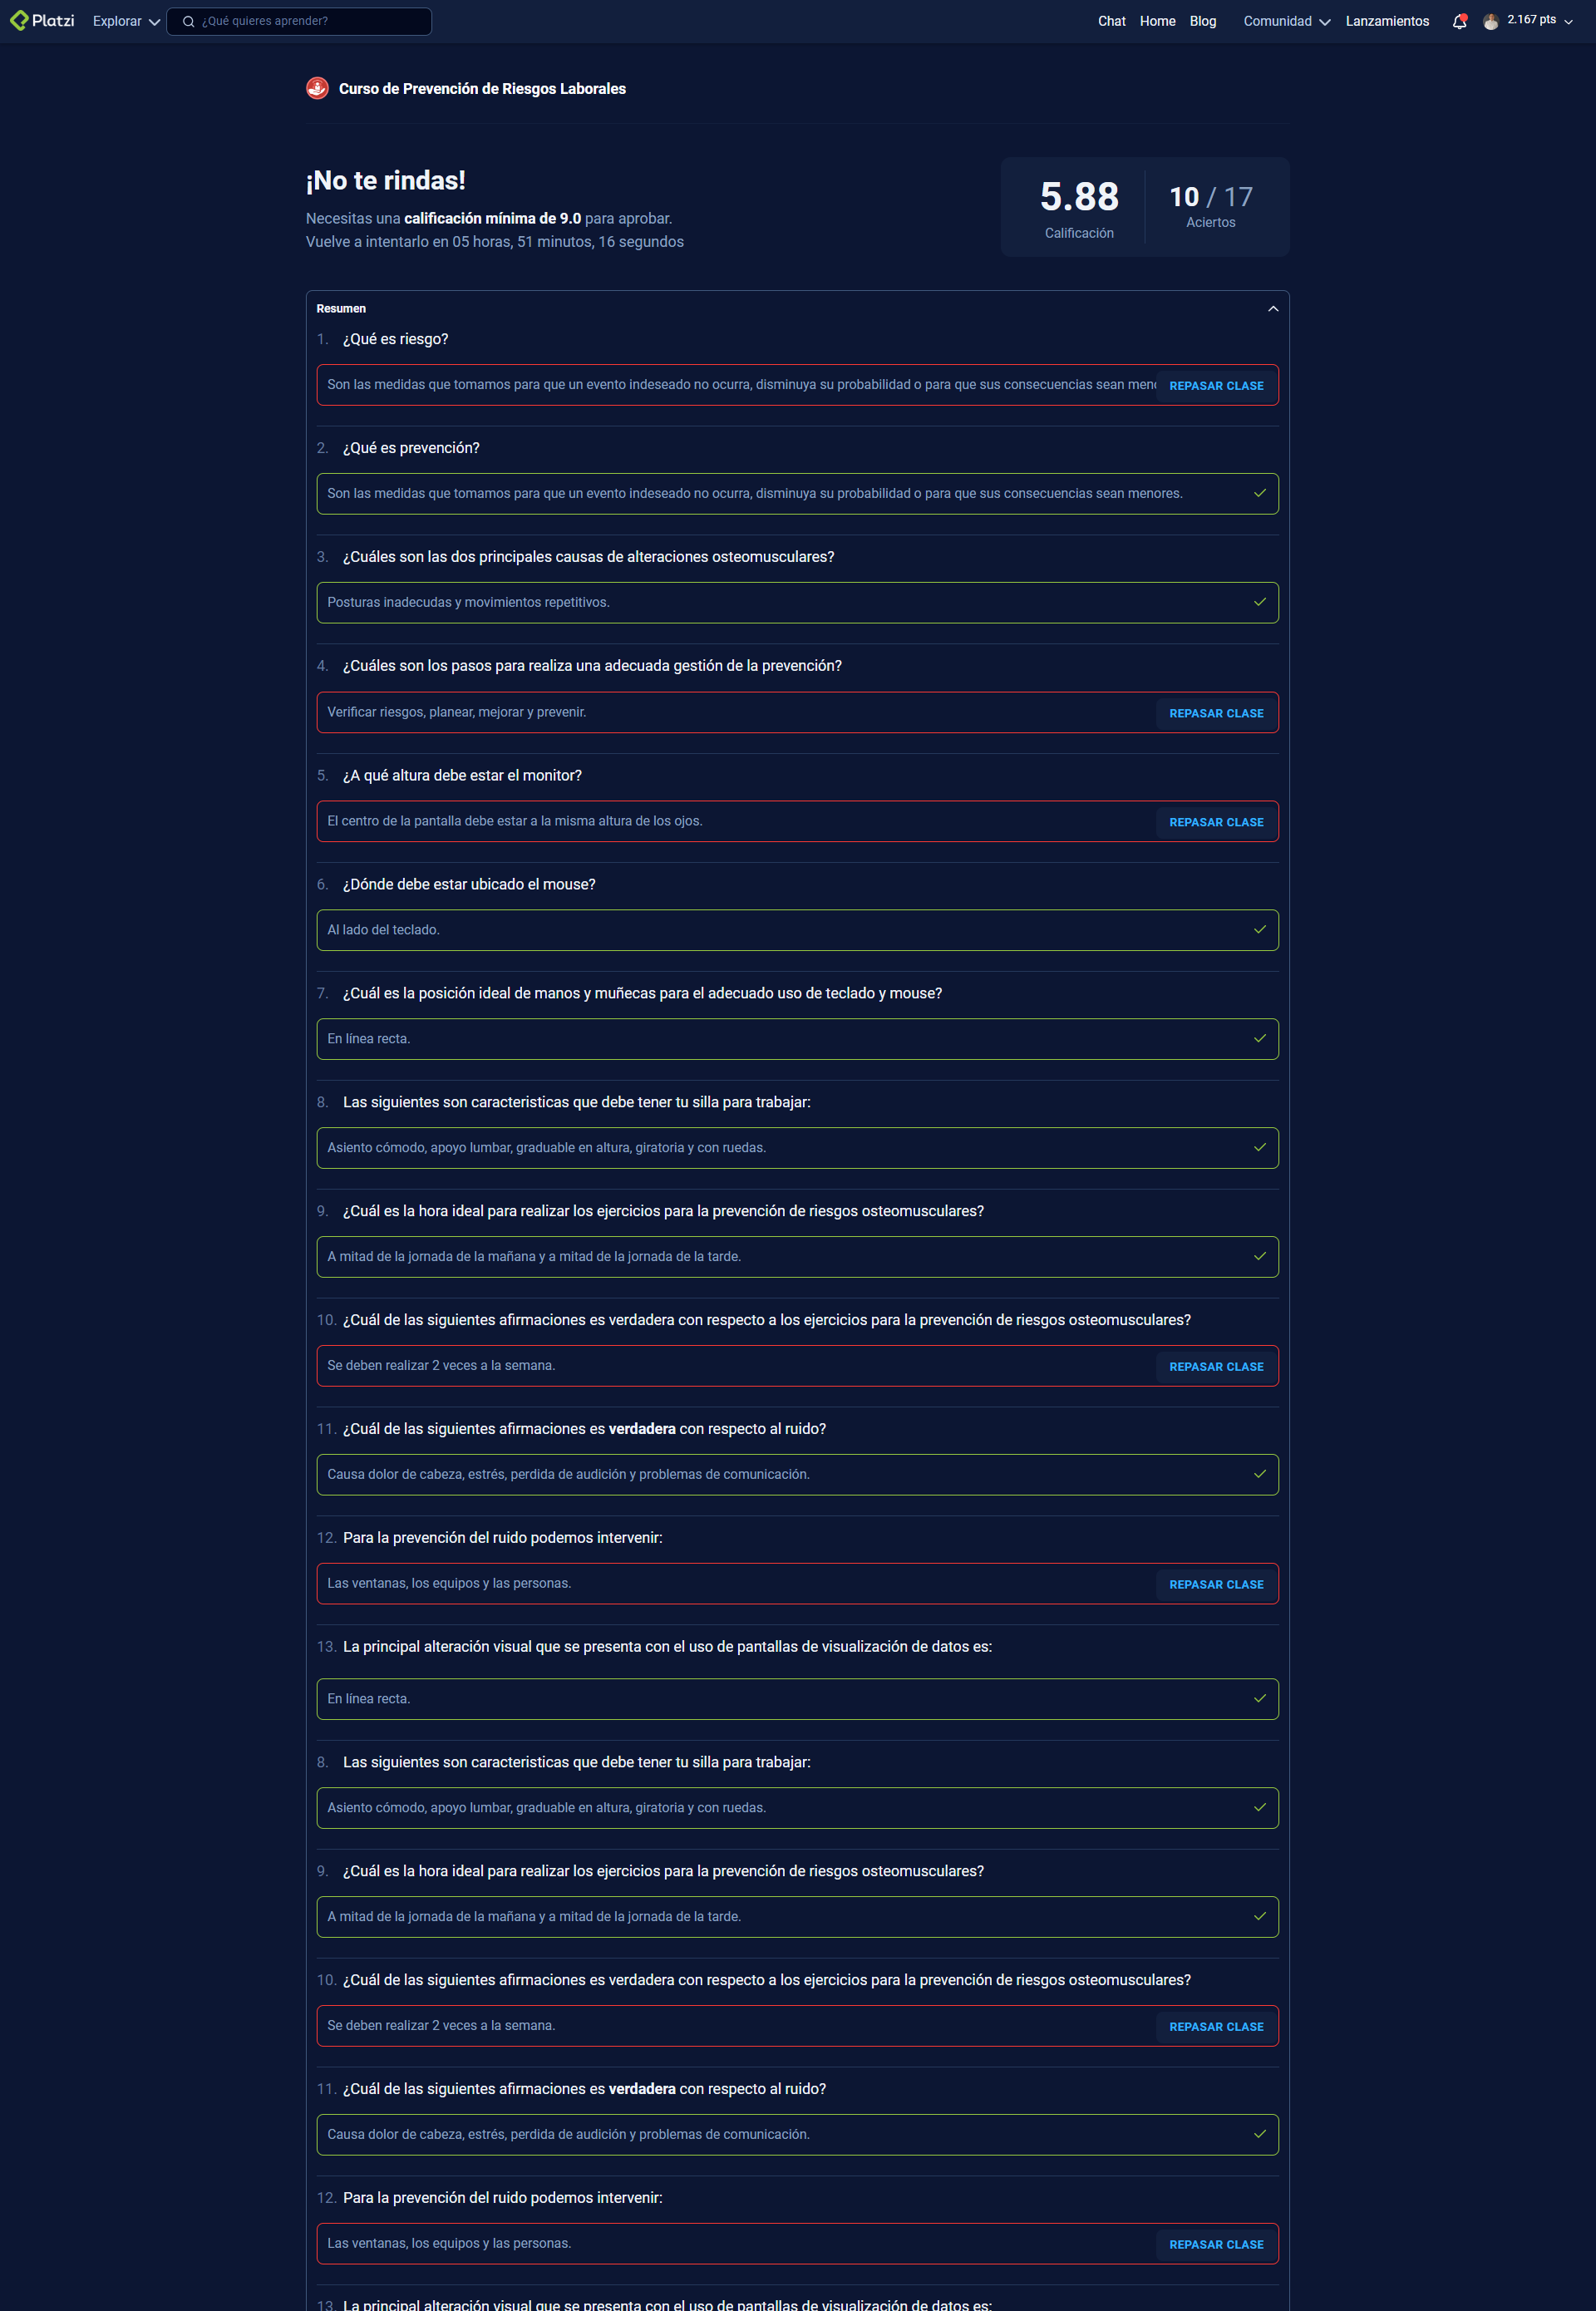 Platzi Explorar ¿Qué quieres aprender? Chat Home Blog Comunidad Lanzamientos 2.167 pts
Curso de Prevención de Riesgos Laborales
¡No te rindas!
Necesitas una calificación mínima de 9.0 para aprobar.
Vuelve a intentarlo en 05 horas, 51 minutos, 16 segundos
5.88
Calificación
10 / 17
Aciertos
Resumen
1. ¿Qué es riesgo?
Son las medidas que tomamos para que un evento indeseado no ocurra, disminuya su probabilidad o para que sus consecuencias sean REPASAR CLASE
2. ¿Qué es prevención?
Son las medidas que tomamos para que un evento indeseado no ocurra, disminuya su probabilidad o para que sus consecuencias sean menores.
3. ¿Cuáles son las dos principales causas de alteraciones osteomusculares?
Posturas inadecudas y movimientos repetitivos.
4. ¿Cuáles son los pasos para realiza una adecuada gestión de la prevención?
Verificar riesgos, planear, mejorar y prevenir. REPASAR CLASE
5. ¿A qué altura debe estar el monitor?
El centro de la pantalla debe estar a la misma altura de los ojos. REPASAR CLASE
6. ¿Dónde debe estar ubicado el mouse?
Al lado del teclado.
7. ¿Cuál es la posición ideal de manos y muñecas para el adecuado uso de teclado y mouse?
En línea recta.
8. Las siguientes son caracteristicas que debe tener tu silla para trabajar:
Asiento cómodo, apoyo lumbar, graduable en altura, giratoria y con ruedas.
9. ¿Cuál es la hora ideal para realizar los ejercicios para la prevención de riesgos osteomusculares?
A mitad de la jornada de la mañana y a mitad de la jornada de la tarde.
10. ¿Cuál de las siguientes afirmaciones es verdadera con respecto a los ejercicios para la prevención de riesgos osteomusculares?
Se deben realizar 2 veces a la semana. REPASAR CLASE
11. ¿Cuál de las siguientes afirmaciones es verdadera con respecto al ruido?
Causa dolor de cabeza, estrés, perdida de audición y problemas de comunicación.
12. Para la prevención del ruido podemos intervenir:
Las ventanas, los equipos y las personas. REPASAR CLASE
13. La principal alteración visual que se presenta con el uso de pantallas de visualización de datos es:
En línea recta.
8. Las siguientes son caracteristicas que debe tener tu silla para trabajar:
Asiento cómodo, apoyo lumbar, graduable en altura, giratoria y con ruedas.
9. ¿Cuál es la hora ideal para realizar los ejercicios para la prevención de riesgos osteomusculares?
A mitad de la jornada de la mañana y a mitad de la jornada de la tarde.
10. ¿Cuál de las siguientes afirmaciones es verdadera con respecto a los ejercicios para la prevención de riesgos osteomusculares?
Se deben realizar 2 veces a la semana. REPASAR CLASE
11. ¿Cuál de las siguientes afirmaciones es verdadera con respecto al ruido?
Causa dolor de cabeza, estrés, perdida de audición y problemas de comunicación.
12. Para la prevención del ruido podemos intervenir:
Las ventanas, los equipos y las personas. REPASAR CLASE
13. La principal alteración visual que se presenta con el uso de pantallas de visualización de datos es: